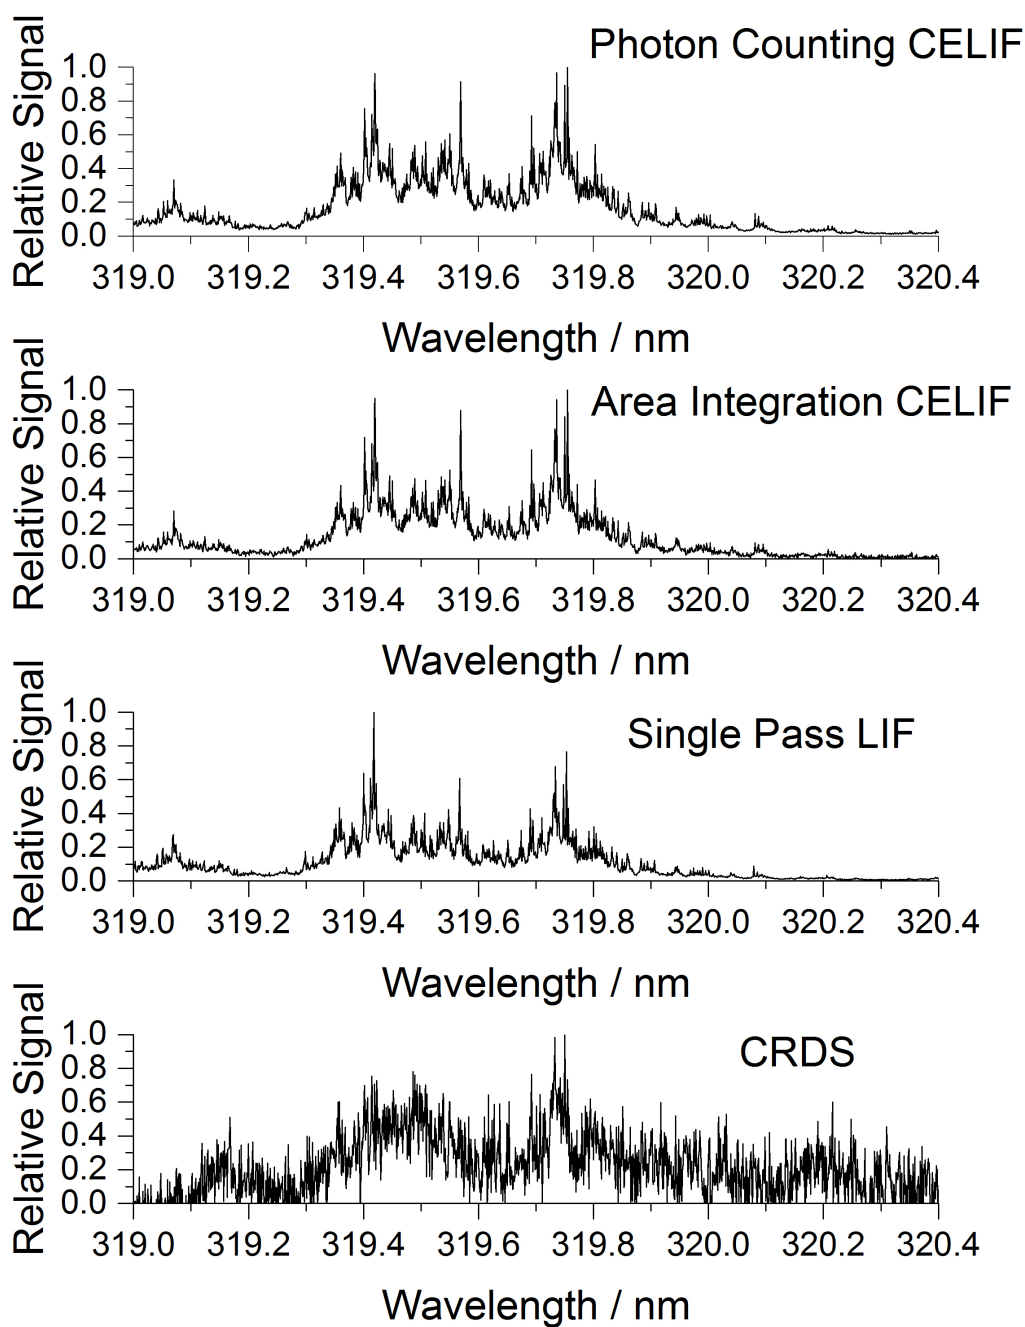 Photon Counting CELIF
Relative Signal
1.0
0.8
0.6
0.4
0.2
0.0
319.0 319.2 319.4 319.6 319.8 320.0 320.2 320.4
Wavelength / nm
Area Integration CELIF
Relative Signal
1.0
0.8
0.6
0.4
0.2
0.0
319.0 319.2 319.4 319.6 319.8 320.0 320.2 320.4
Wavelength / nm
Single Pass LIF
Relative Signal
1.0
0.8
0.6
0.4
0.2
0.0
319.0 319.2 319.4 319.6 319.8 320.0 320.2 320.4
Wavelength / nm
CRDS
Relative Signal
1.0
0.8
0.6
0.4
0.2
0.0
319.0 319.2 319.4 319.6 319.8 320.0 320.2 320.4
Wavelength / nm